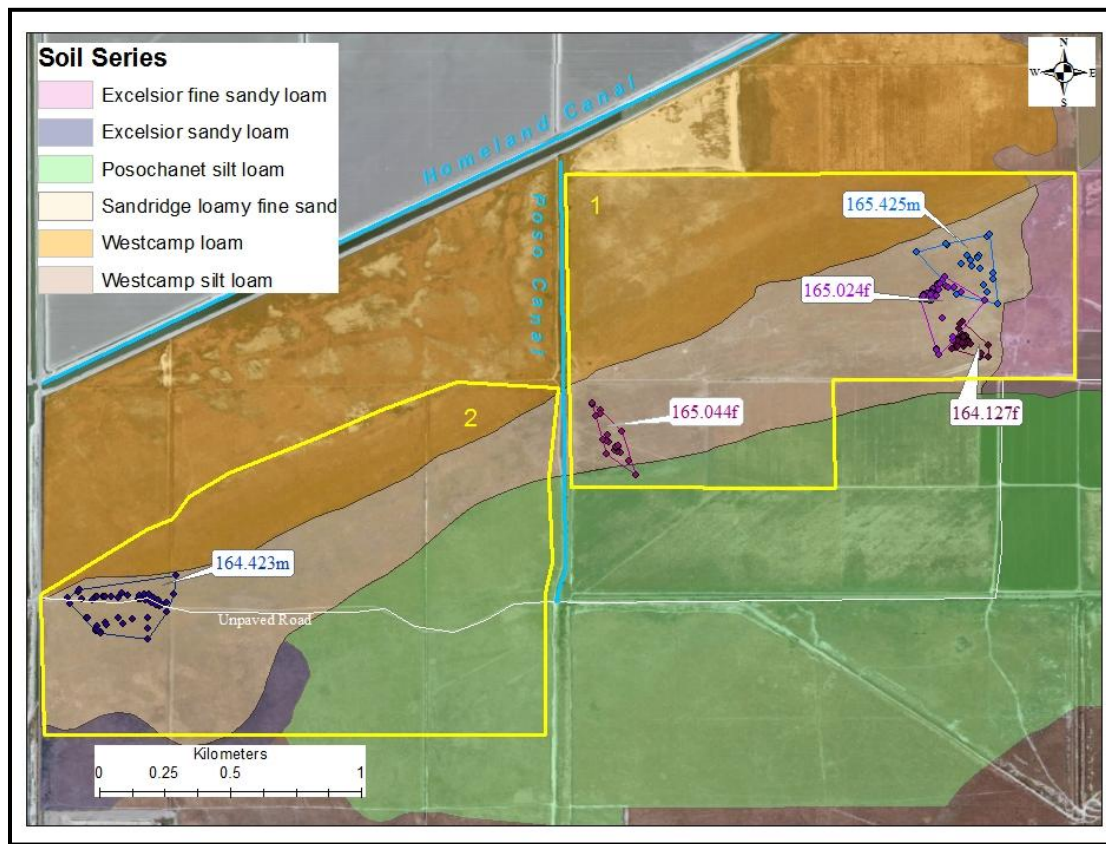 Soil Series
Excelsior fine sandy loam
Excelsior sandy loam
Posochanet silt loam
Sandridge loamy fine sand
Westcamp loam
Westcamp silt loam
N
W E
S
Homeland Canal
Poso Canal
1
165.425m
165.024f
164.127f
165.044f
2
164.423m
Unpaved Road
Kilometers
0 0.25 0.5 1